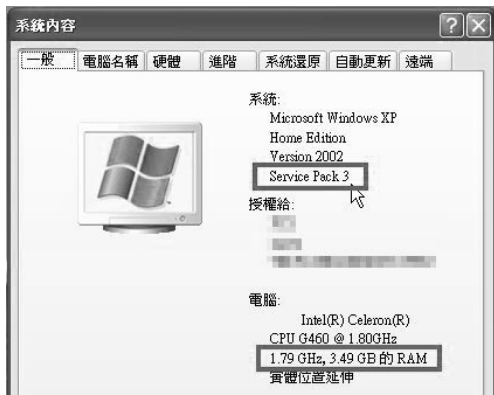 系統內容
一般 電腦名稱 硬體 進階 系統還原 自動更新 遠端
系統:
Microsoft Windows XP
Home Edition
Version 2002
Service Pack 3
授權給:
電腦:
Intel(R) Celeron(R)
CPU G460 @ 1.80GHz
1.79 GHz, 3.49 GB 的 RAM
實體位置延伸